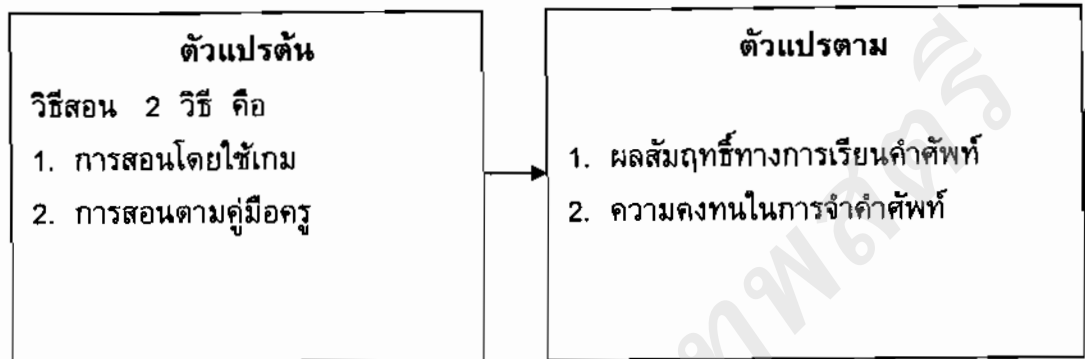 ตัวแปรต้น
วิธีสอน 2 วิธี คือ
1. การสอนโดยใช้เกม
2. การสอนตามคู่มือครู
ตัวแปรตาม
1. ผลสัมฤทธิ์ทางการเรียนคำศัพท์
2. ความคงทนในการจำคำศัพท์